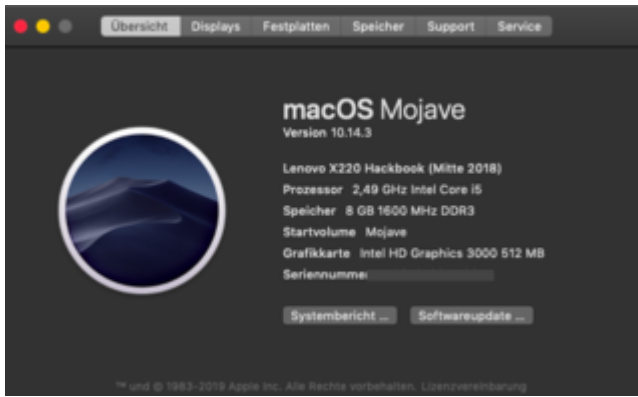 Übersicht Displays Festplatten Speicher Support Service
macOS Mojave
Version 10.14.3
Lenovo X220 Hackbook (Mitte 2018)
Prozessor 2,49 GHz Intel Core i5
Speicher 8 GB 1600 MHz DDR3
Startvolume Mojave
Grafikkarte Intel HD Graphics 3000 512 MB
Seriennummer
Systembericht ... Softwareupdate ...
™ und © 1983-2019 Apple Inc. Alle Rechte vorbehalten. Lizenzvereinbarung